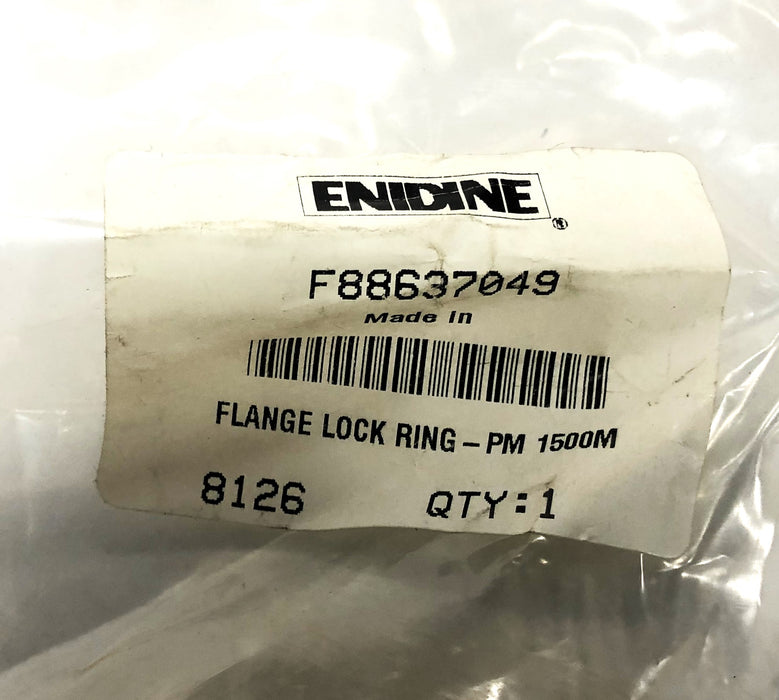 ENIDINE®
F88637049
Made in
FLANGE LOCK RING – PM 1500M
8126 QTY:1